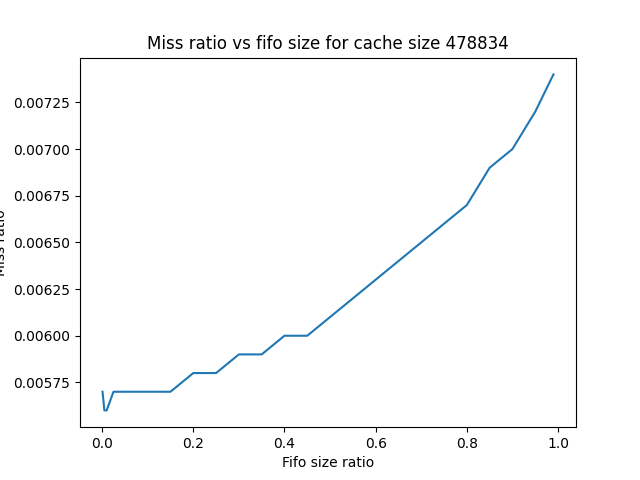 Miss ratio vs fifo size for cache size 478834
0.00725
0.00700
0.00675
0.00650
0.00625
0.00600
0.00575
Miss ratio
0.0 0.2 0.4 0.6 0.8 1.0
Fifo size ratio